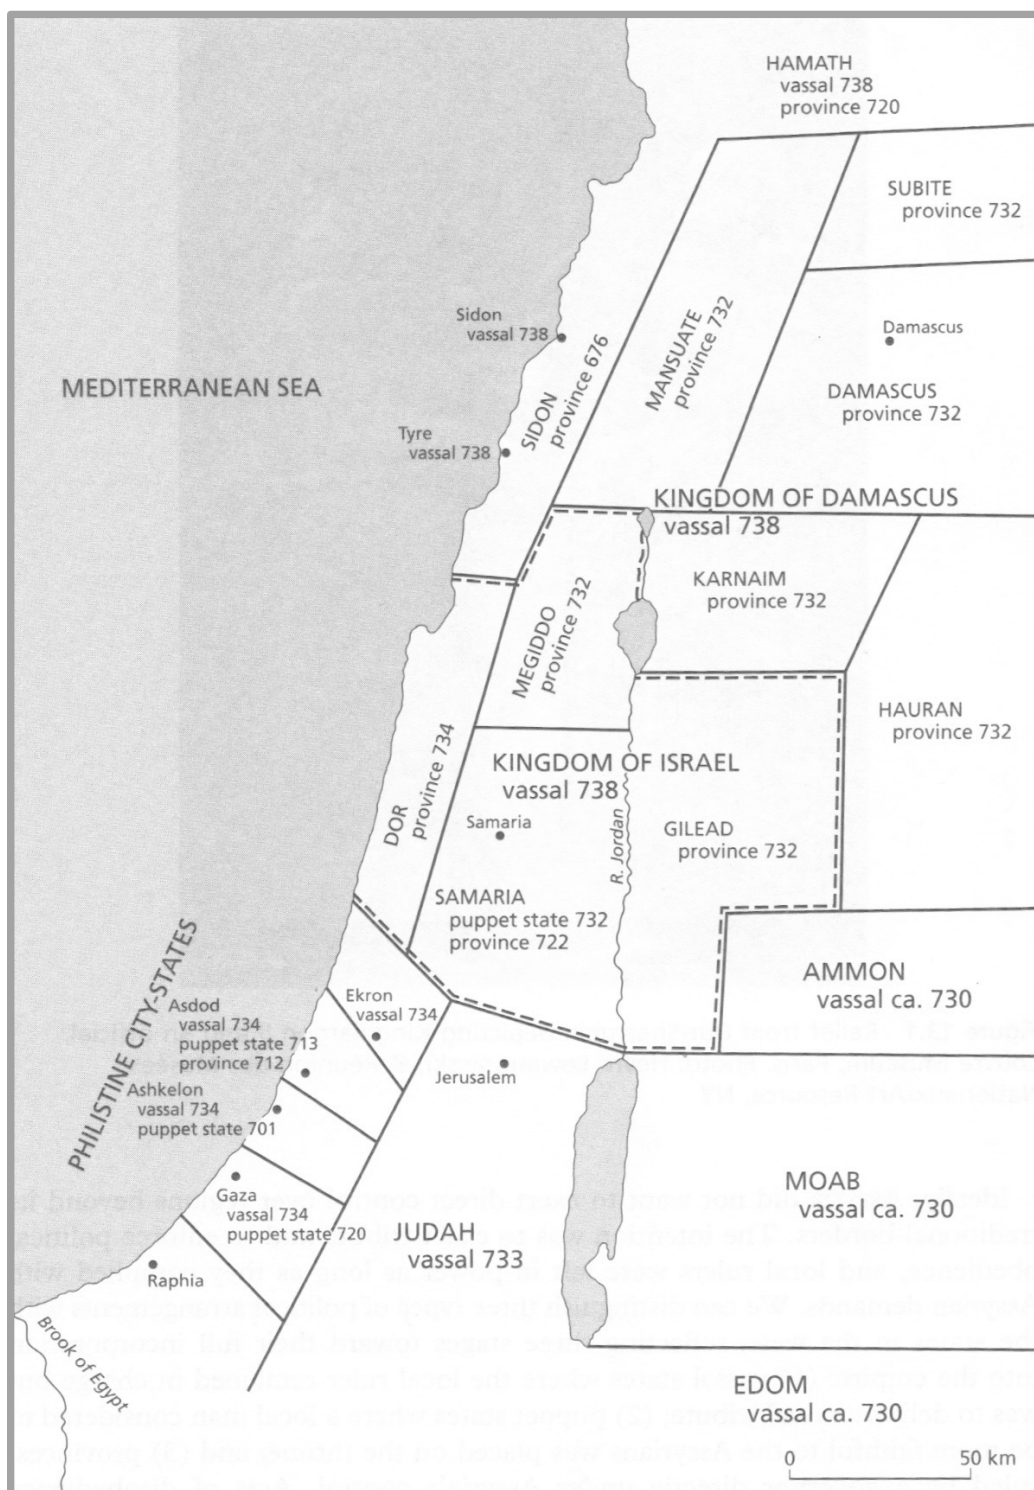 HAMATH
vassal 738
province 720
SUBITE
province 732
Sidon
vassal 738
SIDON
province 676
MANSUATE
province 732
Damascus
MEDITERRANEAN SEA
DAMASCUS
province 732
Tyre
vassal 738
KINGDOM OF DAMASCUS
vassal 738
KARNAIM
province 732
MEGIDDO
province 732
HAURAN
province 732
DOR
province 734
KINGDOM OF ISRAEL
vassal 738
Samaria
R. Jordan
GILEAD
province 732
SAMARIA
puppet state 732
province 722
AMMON
vassal ca. 730
PHILISTINE CITY-STATES
Asdod
vassal 734
puppet state 713
province 712
Ekron
vassal 734
Jerusalem
Ashkelon
vassal 734
puppet state 701
Gaza
vassal 734
puppet state 720
JUDAH
vassal 733
MOAB
vassal ca. 730
Raphia
Brook of Egypt
EDOM
vassal ca. 730
0 50 km